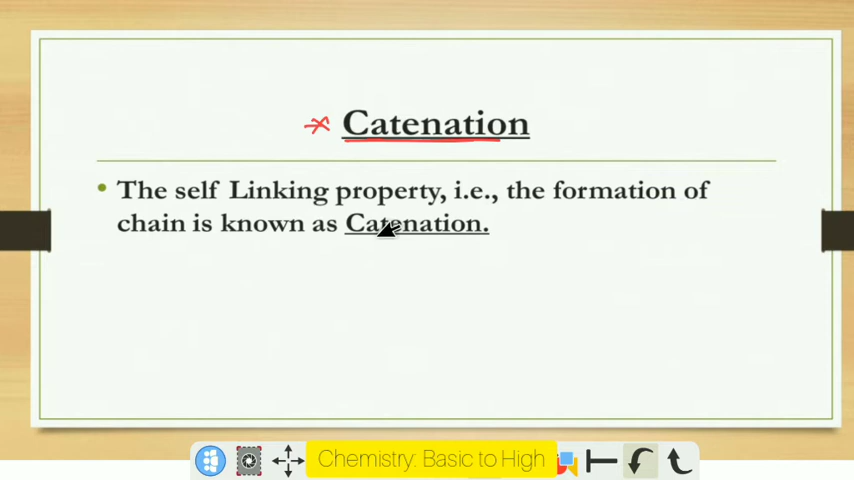 Catenation
The self Linking property, i.e., the formation of
chain is known as Catenation.
Chemistry: Basic to High